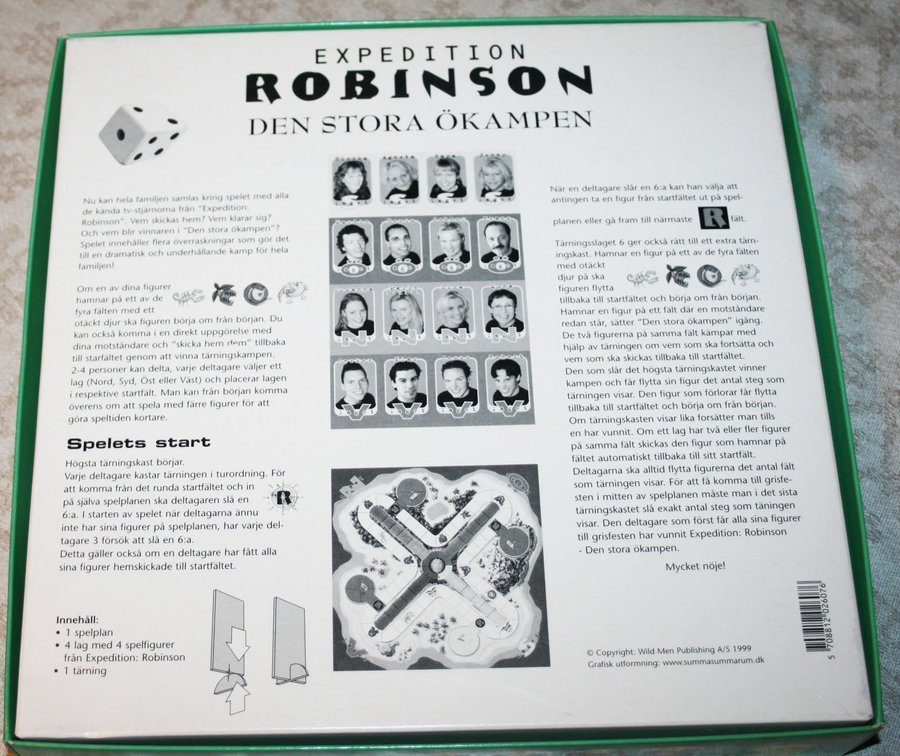 EXPEDITION
ROBINSON
DEN STORA ÖKAMPEN
Nu kan hela familjen samlas kring spelet med alla
de kända tv-stjärnorna från "Expedition:
Robinson". Vem skickas hem? Vem klarar sig?
Och vem blir vinnaren i "Den stora ökampen"?
Spelet innehåller flera överraskningar som gör det
till en dramatisk och underhållande kamp för hela
familjen!
Om en av dina figurer
hamnar på ett av de
fyra fälten med ett
otäckt djur ska figuren börja om från början. Du
kan också komma i en direkt uppgörelse med
dina motståndare och "skicka hem dem" tillbaka
till startfältet genom att vinna tärningskampen.
2-4 personer kan delta, varje deltagare väljer ett
lag (Nord, Syd, Öst eller Väst) och placerar lagen
i respektive startfält. Man kan från början komma
överens om att spela med färre figurer för att
göra speltiden kortare.
Spelets start
Högsta tärningskast börjar.
Varje deltagare kastar tärningen i turordning. För
att komma från det runda startfältet och in
på själva spelplanen ska deltagaren slå en
R
6:a. I starten av spelet när deltagarna ännu
inte har sina figurer på spelplanen, har varje del-
tagare 3 försök att slå en 6:a.
Detta gäller också om en deltagare har fått alla
sina figurer hemskickade till startfältet.
Innehåll:
• 1 spelplan
• 4 lag med 4 spelfigurer
från Expedition: Robinson
• 1 tärning
När en deltagare slår en 6:a kan han välja att
antingen ta en figur från startfältet ut på spel-
planen eller gå fram till närmaste R fält.
Tärningsslaget 6 ger också rätt till ett extra tärn-
ingskast. Hamnar en figur på ett av de fyra fälten
med otäckt
djur på ska
figuren flytta
tillbaka till startfältet och börja om från början.
Hamnar en figur på ett fält där en motståndare
redan står, sätter "Den stora ökampen" igång.
De två figurerna på samma fält kämpar med
hjälp av tärningen om vem som ska fortsätta och
vem som ska skickas tillbaka till startfältet.
Den som slår det högsta tärningskastet vinner
kampen och får flytta sin figur det antal steg som
tärningen visar. Den figur som förlorar får flytta
tillbaka till startfältet och börja om från början.
Om tärningskasten visar lika forsätter man tills
en har vunnit. Om ett lag har två eller fler figurer
på samma fält skickas den figur som hamnar på
fältet automatiskt tillbaka till sitt startfält.
Deltagarna ska alltid flytta figurerna det antal fält
som tärningen visar. För att få komma till grisfe-
sten i mitten av spelplanen måste man i det sista
tärningskastet slå exakt antal steg som täningen
visar. Den deltagare som först får alla sina figurer
till grisfesten har vunnit Expedition: Robinson
- Den stora ökampen.
Mycket nöje!
© Copyright: Wild Men Publishing A/S 1999
Grafisk utformning: www.summasummarum.dk
5 708812 026076